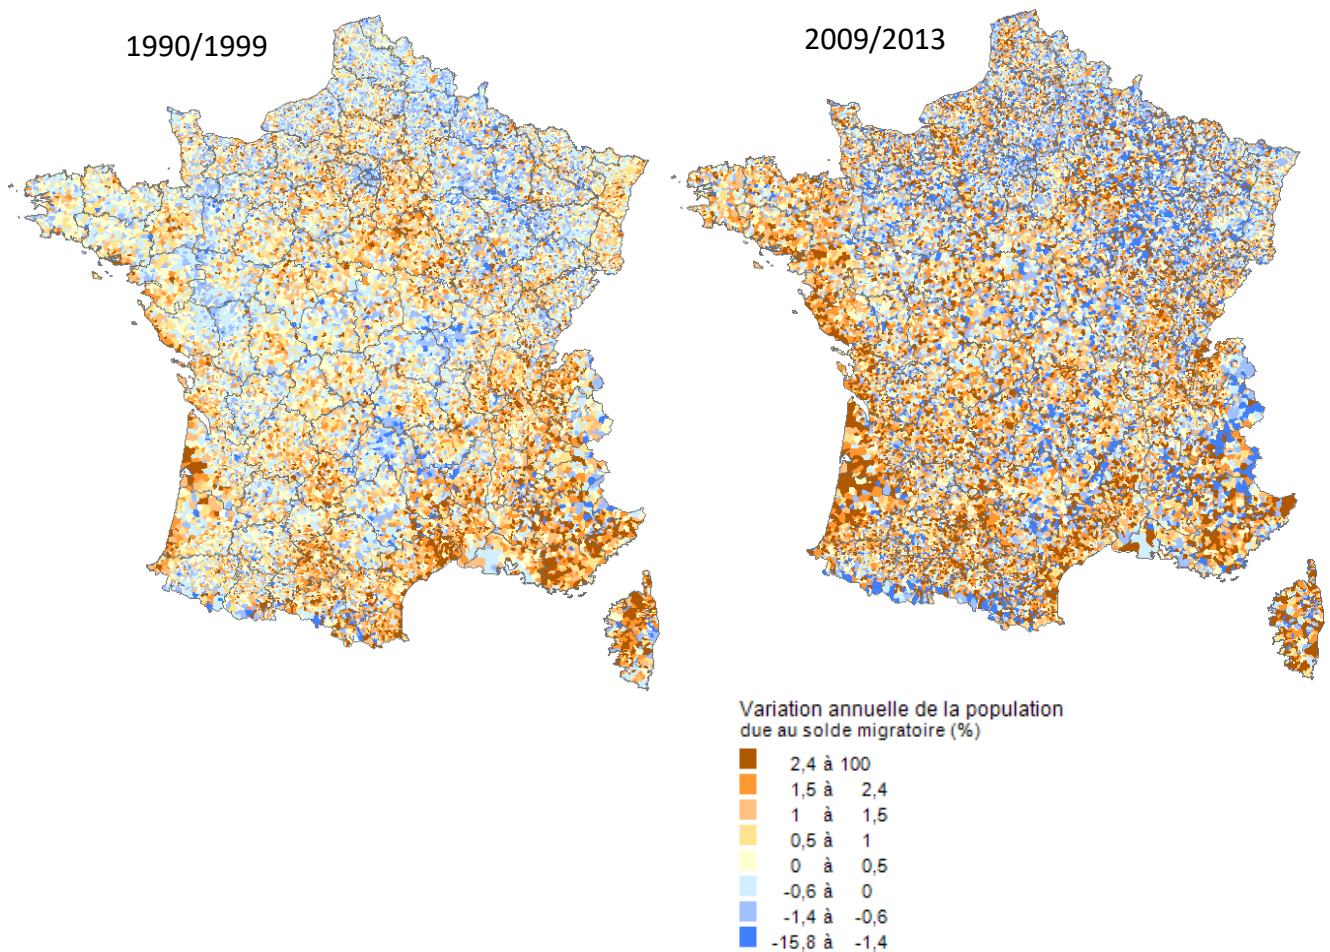 1990/1999
2009/2013
Variation annuelle de la population
due au solde migratoire (%)
2,4 à 100
1,5 à 2,4
1 à 1,5
0,5 à 1
0 à 0,5
-0,6 à 0
-1,4 à -0,6
-15,8 à -1,4